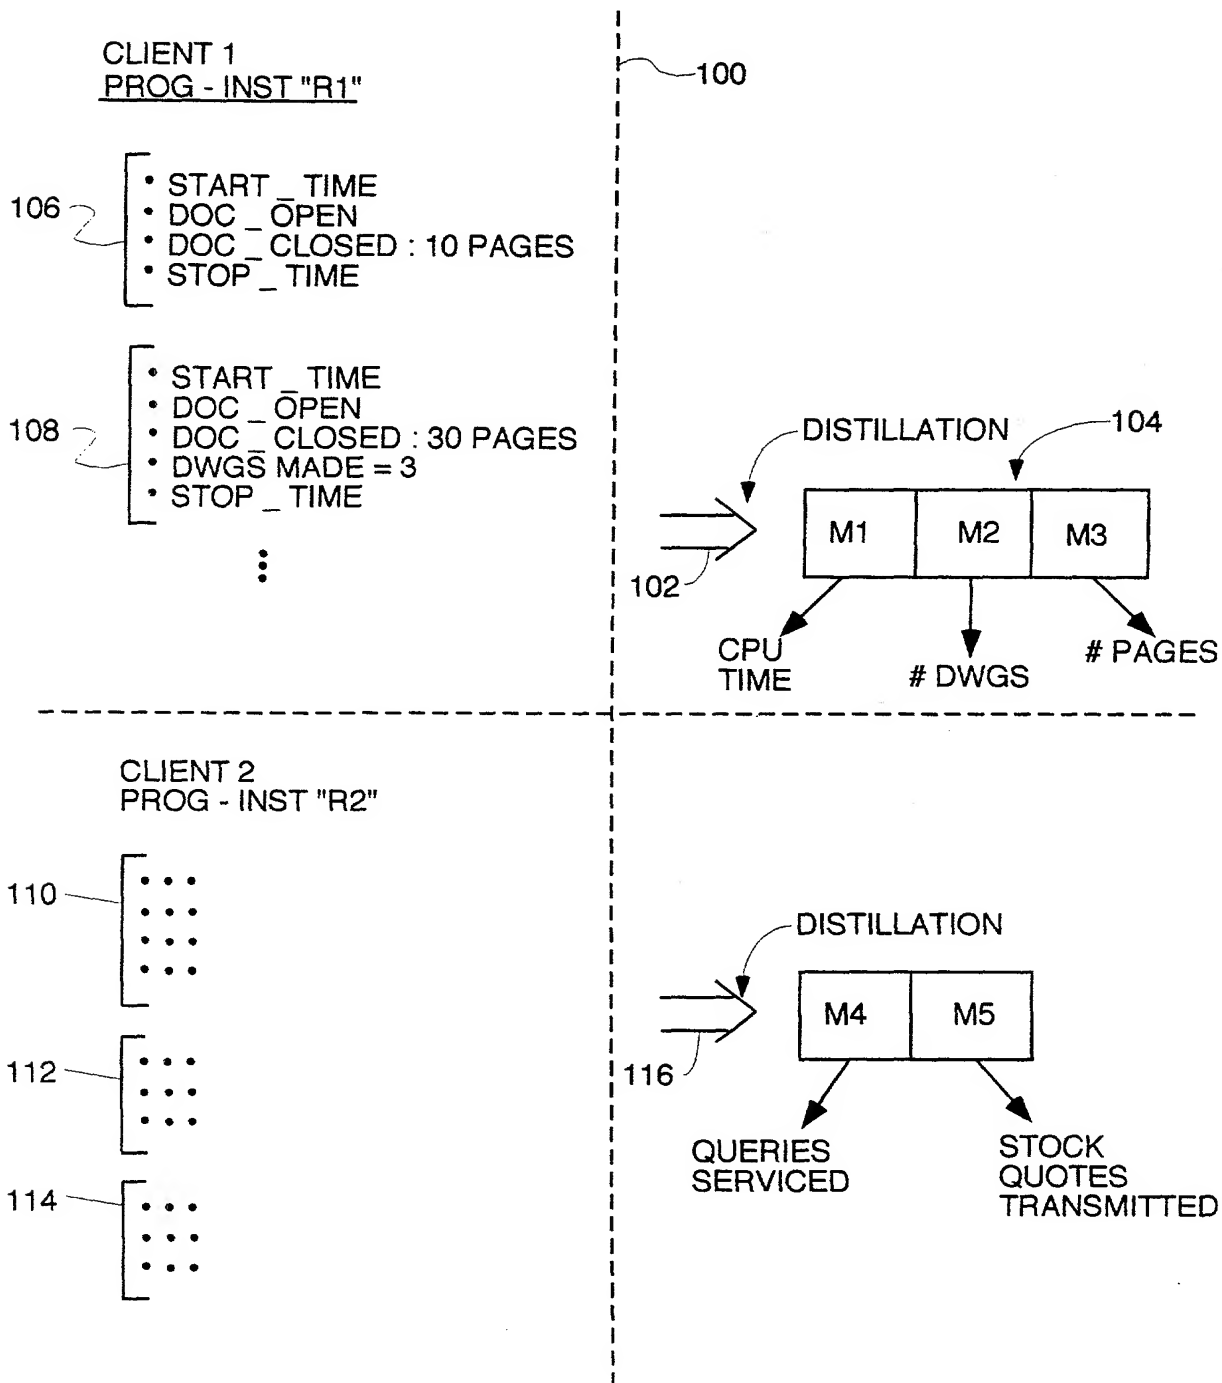 CLIENT 1
PROG - INST "R1"
100
106
• START _ TIME
• DOC _ OPEN
• DOC _ CLOSED : 10 PAGES
• STOP _ TIME
108
• START _ TIME
• DOC _ OPEN
• DOC _ CLOSED : 30 PAGES
• DWGS MADE = 3
• STOP _ TIME
DISTILLATION
104
102
M1
M2
M3
CPU
TIME
# DWGS
# PAGES
CLIENT 2
PROG - INST "R2"
110
112
114
DISTILLATION
116
M4
M5
QUERIES
SERVICED
STOCK
QUOTES
TRANSMITTED